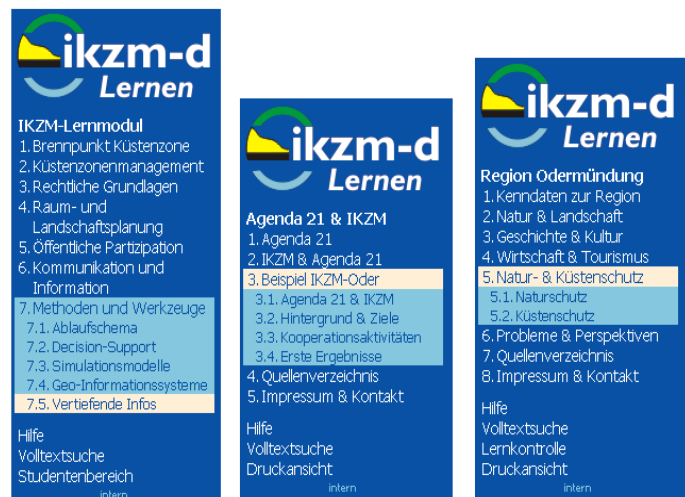 ikzm-d
Lernen
IKZM-Lernmodul
1. Brennpunkt Küstenzone
2. Küstenzonenmanagement
3. Rechtliche Grundlagen
4. Raum- und
Landschaftsplanung
5. Öffentliche Partizipation
6. Kommunikation und
Information
7. Methoden und Werkzeuge
7.1. Ablaufschema
7.2. Decision-Support
7.3. Simulationsmodelle
7.4. Geo-Informationssysteme
7.5. Vertiefende Infos
Hilfe
Volltextsuche
Studentenbereich
intern
ikzm-d
Lernen
Agenda 21 & IKZM
1. Agenda 21
2. IKZM & Agenda 21
3. Beispiel IKZM-Oder
3.1. Agenda 21 & IKZM
3.2. Hintergrund & Ziele
3.3. Kooperationsaktivitäten
3.4. Erste Ergebnisse
4. Quellenverzeichnis
5. Impressum & Kontakt
Hilfe
Volltextsuche
Druckansicht
intern
ikzm-d
Lernen
Region Odermündung
1. Kenndaten zur Region
2. Natur & Landschaft
3. Geschichte & Kultur
4. Wirtschaft & Tourismus
5. Natur- & Küstenschutz
5.1. Naturschutz
5.2. Küstenschutz
6. Probleme & Perspektiven
7. Quellenverzeichnis
8. Impressum & Kontakt
Hilfe
Volltextsuche
Lernkontrolle
Druckansicht
intern